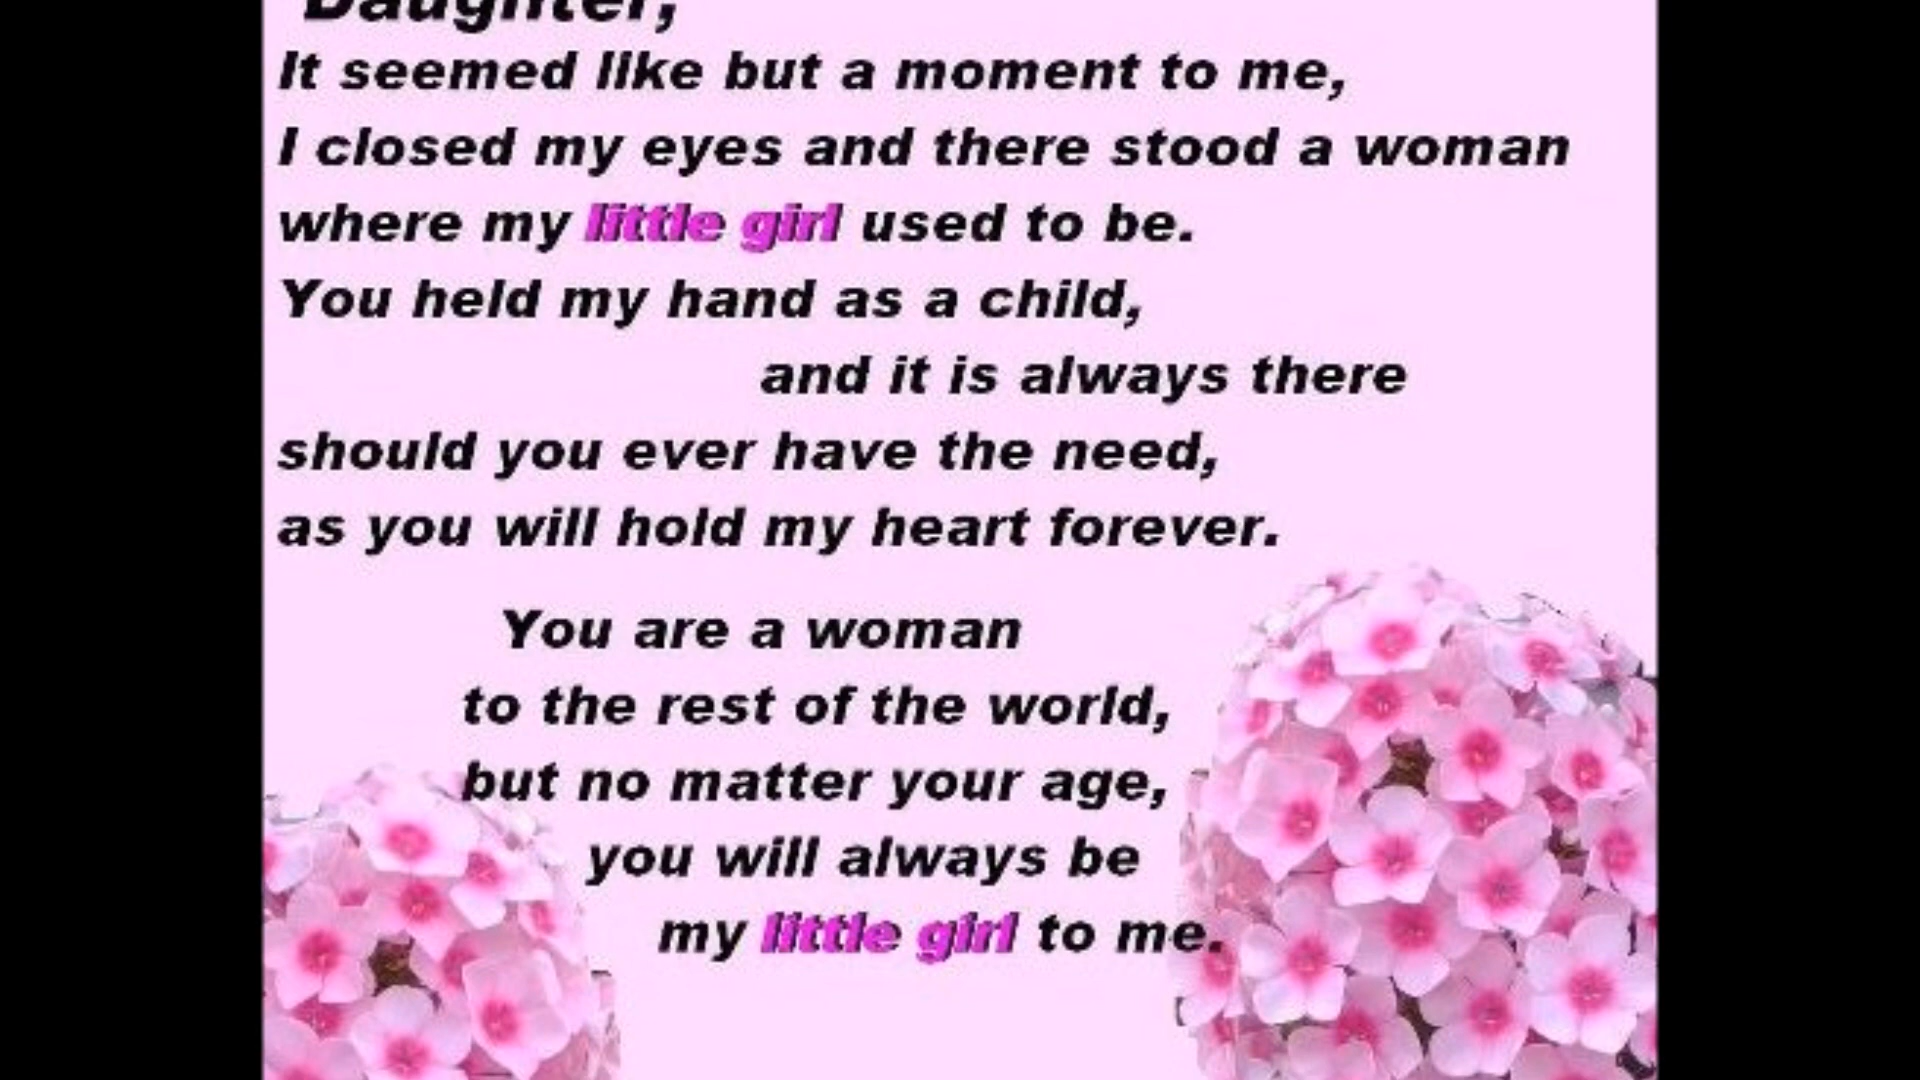 Daughter,
It seemed like but a moment to me,
I closed my eyes and there stood a woman
where my little girl used to be.
You held my hand as a child,
and it is always there
should you ever have the need,
as you will hold my heart forever.
You are a woman
to the rest of the world,
but no matter your age,
you will always be
my little girl to me.